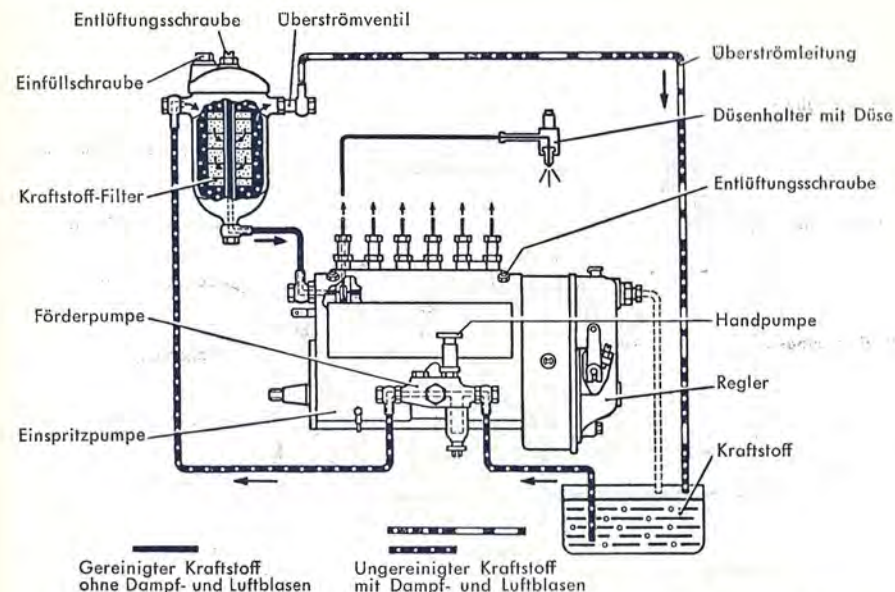 Entlüftungsschraube
Überströmventil
Einfüllschraube
Überströmleitung
Düsenhalter mit Düse
Kraftstoff-Filter
Entlüftungsschraube
Förderpumpe
Handpumpe
Regler
Einspritzpumpe
Kraftstoff
Gereinigter Kraftstoff
ohne Dampf- und Luftblasen
Ungereinigter Kraftstoff
mit Dampf- und Luftblasen